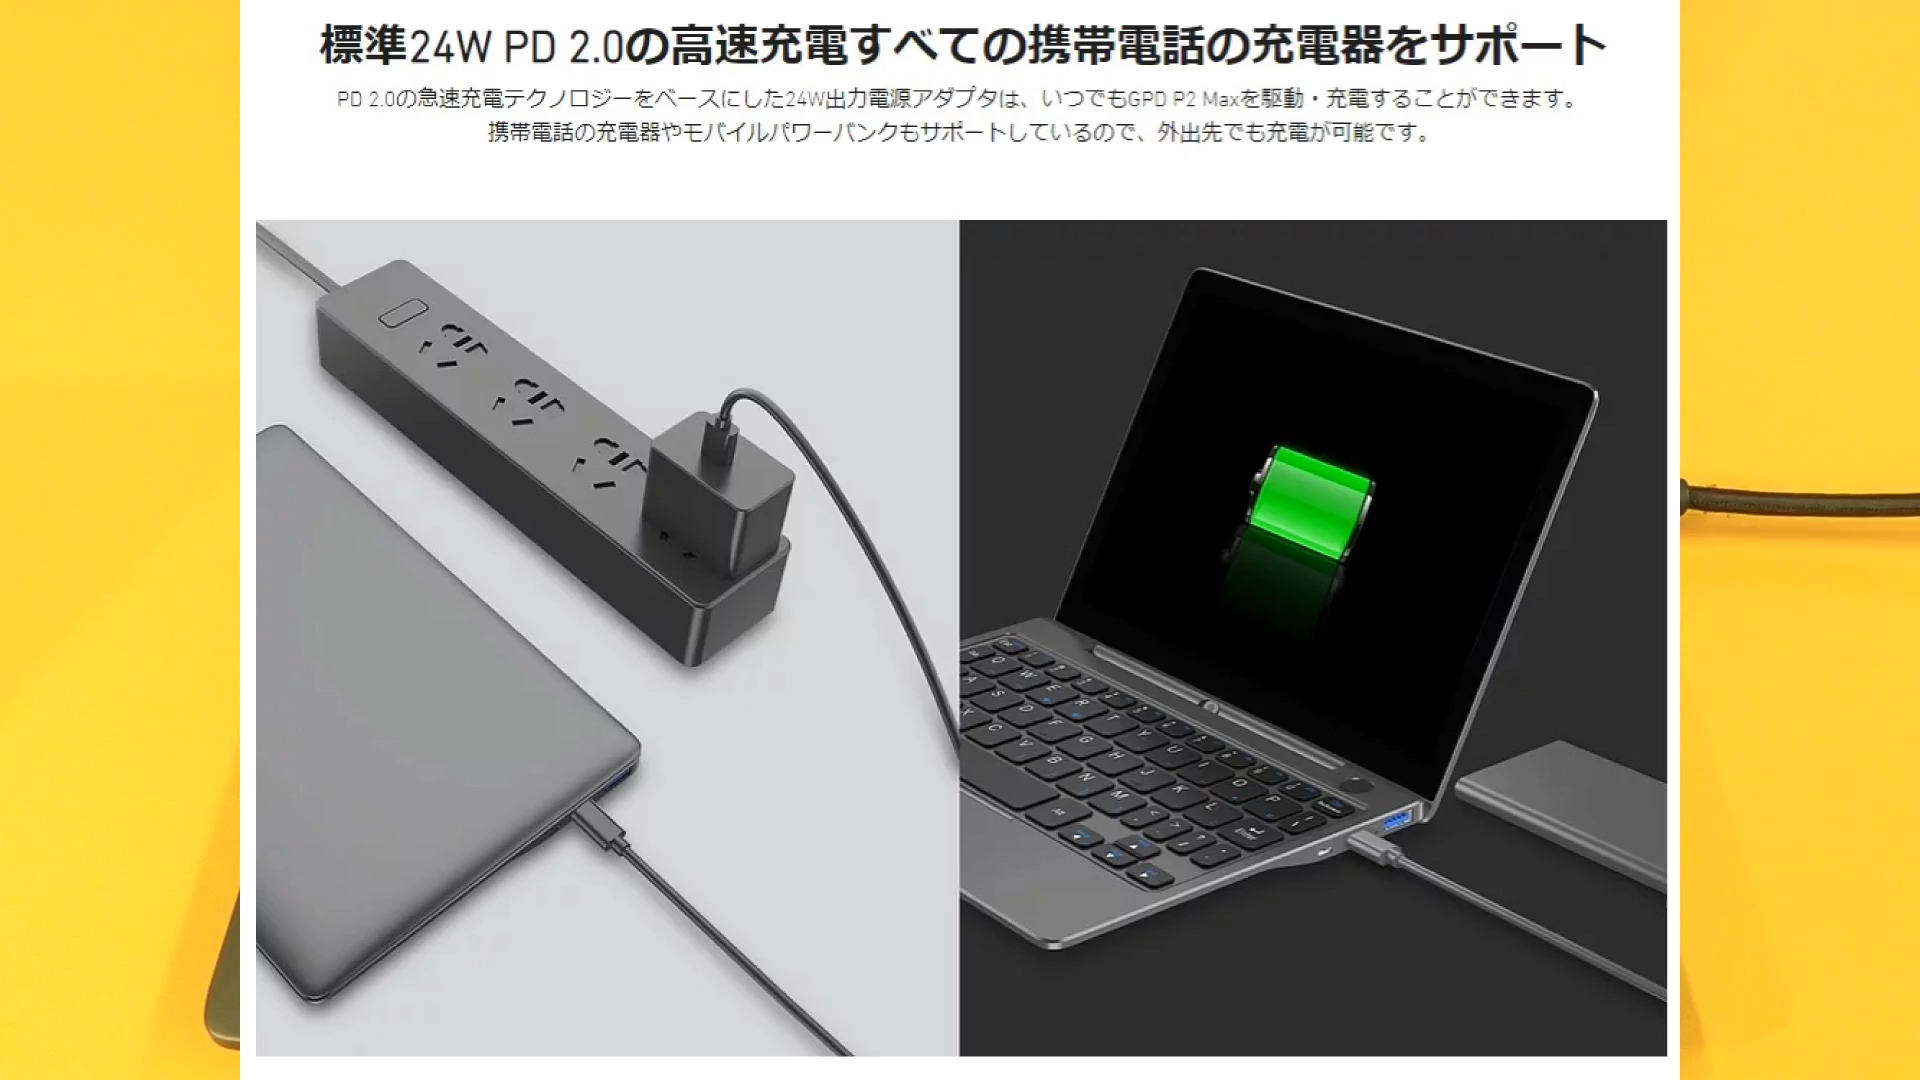 標準24W PD 2.0の高速充電すべての携帯電話の充電器をサポート
PD 2.0の急速充電テクノロジーをベースにした24W出力電源アダプタは、いつでもGPD P2 Maxを駆動・充電することができます。
携帯電話の充電器やモバイルパワーバンクもサポートしているので、外出先でも充電が可能です。
Q W E R T Y U I O P
A S D F G H J K L Enter
X C V B N M
Alt